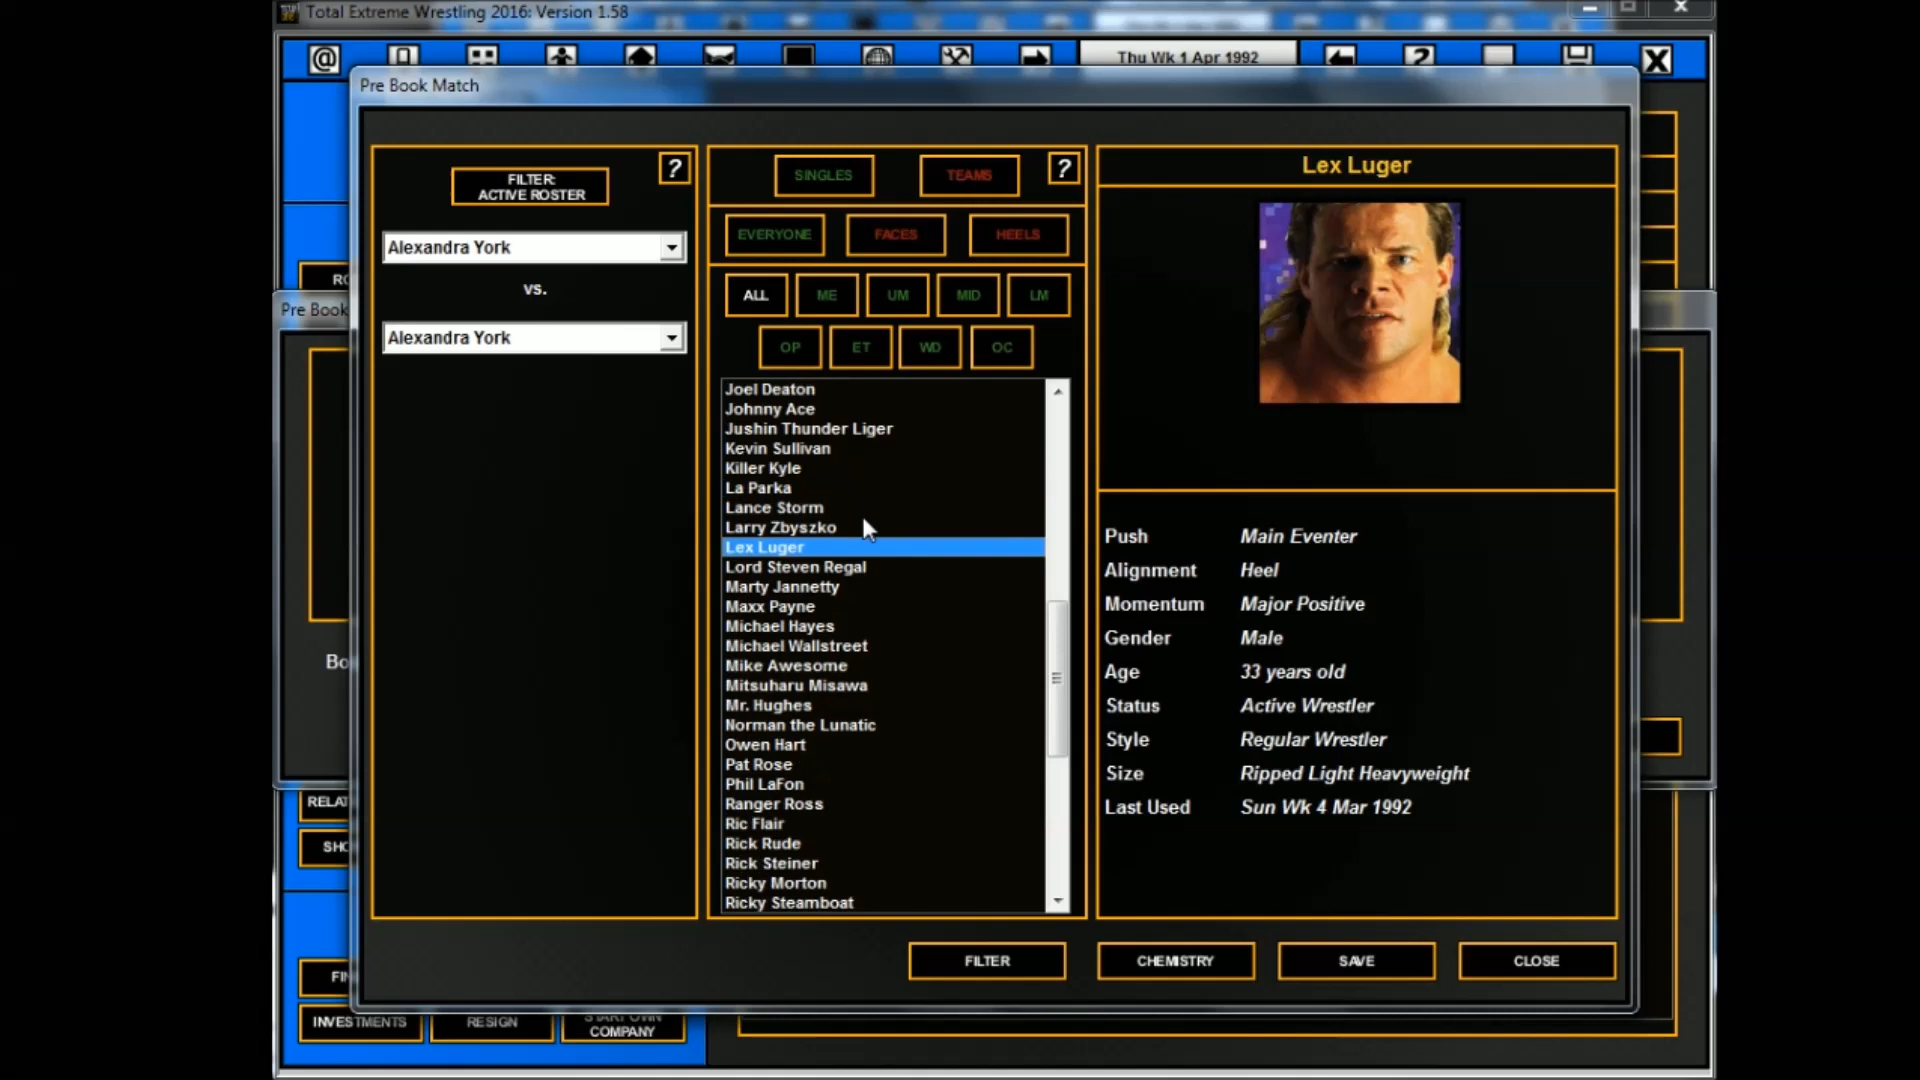 Total Extreme Wrestling 2016: Version 1.58
@
Thu Wk 1 Apr 1992
?
X
Pre Book Match
FILTER:
ACTIVE ROSTER
?
Alexandra York
vs.
Alexandra York
SINGLES
TEAMS
?
EVERYONE
FACES
HEELS
ALL
ME
UM
MID
LM
OP
ET
WD
OC
Joel Deaton
Johnny Ace
Jushin Thunder Liger
Kevin Sullivan
Killer Kyle
La Parka
Lance Storm
Larry Zbyszko
Lex Luger
Lord Steven Regal
Marty Jannetty
Maxx Payne
Michael Hayes
Michael Wallstreet
Mike Awesome
Mitsuharu Misawa
Mr. Hughes
Norman the Lunatic
Owen Hart
Pat Rose
Phil LaFon
Ranger Ross
Ric Flair
Rick Rude
Rick Steiner
Ricky Morton
Ricky Steamboat
Lex Luger
Push Main Eventer
Alignment Heel
Momentum Major Positive
Gender Male
Age 33 years old
Status Active Wrestler
Style Regular Wrestler
Size Ripped Light Heavyweight
Last Used Sun Wk 4 Mar 1992
FILTER
CHEMISTRY
SAVE
CLOSE
Pre Book
INVESTMENTS
RESIGN
START OWN
COMPANY